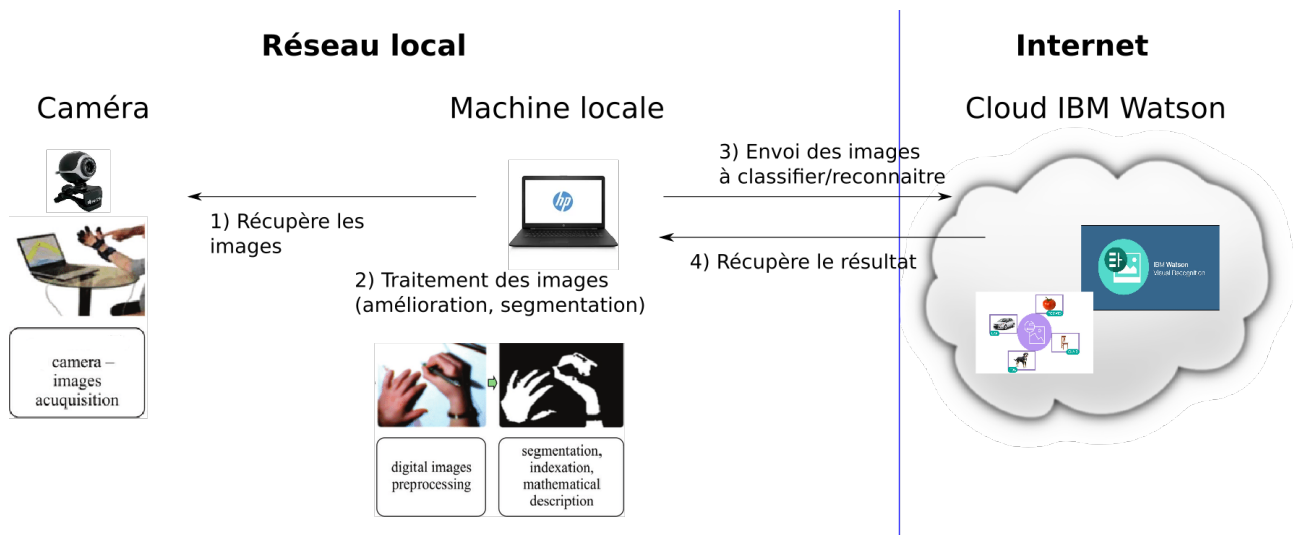 Réseau local
Internet
Caméra
Machine locale
Cloud IBM Watson
3) Envoi des images
à classifier/reconnaitre
hp
1) Récupère les
images
4) Récupère le résultat
2) Traitement des images
(amélioration, segmentation)
IBM Watson
Visual Recognition
camera –
images
acuquisition
digital images
preprocessing
segmentation,
indexation,
mathematical
description